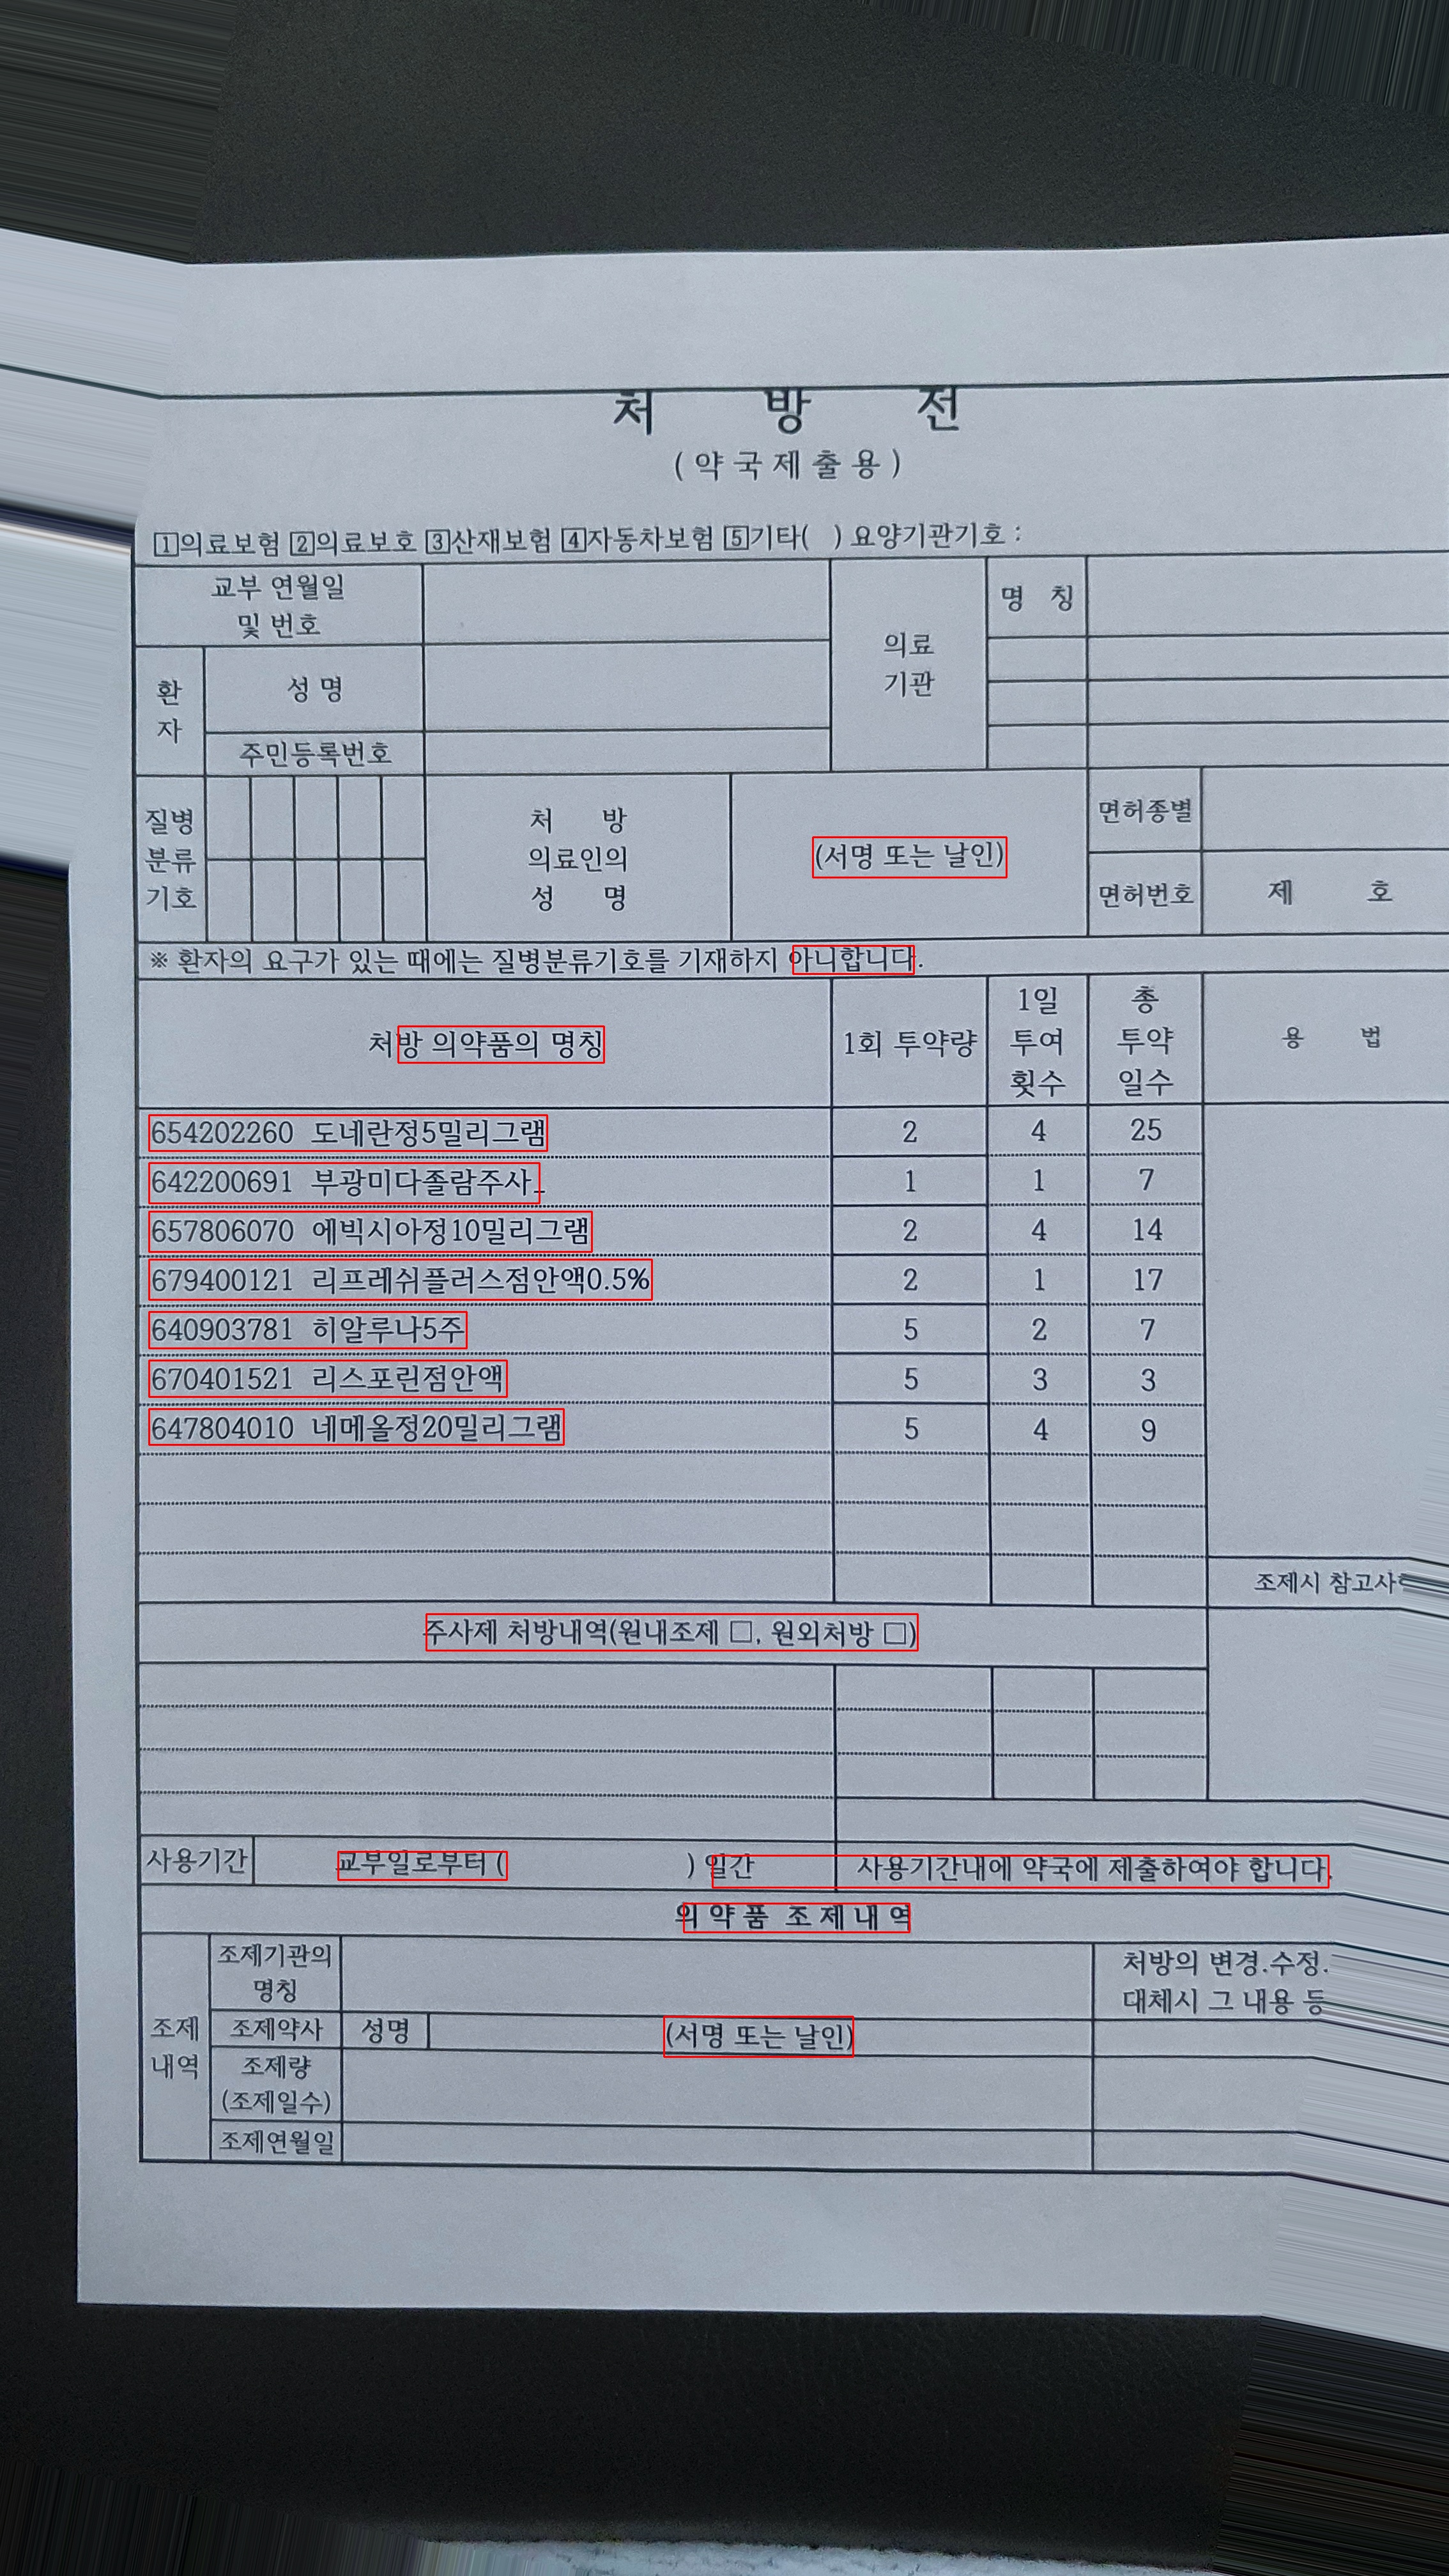 처 방 전
(약국제출용)
1의료보험 2의료보호 3산재보험 4자동차보험 5기타( ) 요양기관기호 :
교부 연월일 및 번호
의료 기관
명 칭
환자
성 명
주민등록번호
질병 분류 기호
처 방 의료인의 성 명
(서명 또는 날인)
면허종별
면허번호 제 호
※ 환자의 요구가 있는 때에는 질병분류기호를 기재하지 아니합니다.
처방 의약품의 명칭 1회 투약량 1일 투여 횟수 총 투약 일수 용 법
654202260 도네란정5밀리그램 2 4 25
642200691 부광미다졸람주사_ 1 1 7
657806070 에빅시아정10밀리그램 2 4 14
679400121 리프레쉬플러스점안액0.5% 2 1 17
640903781 히알루나5주 5 2 7
670401521 리스포린점안액 5 3 3
647804010 네메올정20밀리그램 5 4 9
조제시 참고사
주사제 처방내역(원내조제 □, 원외처방 □)
사용기간 교부일로부터 ( ) 일간 사용기간내에 약국에 제출하여야 합니다.
의 약 품 조 제 내 역
조제 내역
조제기관의 명칭
처방의 변경.수정.
대체시 그 내용 등
조제약사 성명 (서명 또는 날인)
조제량
(조제일수)
조제연월일